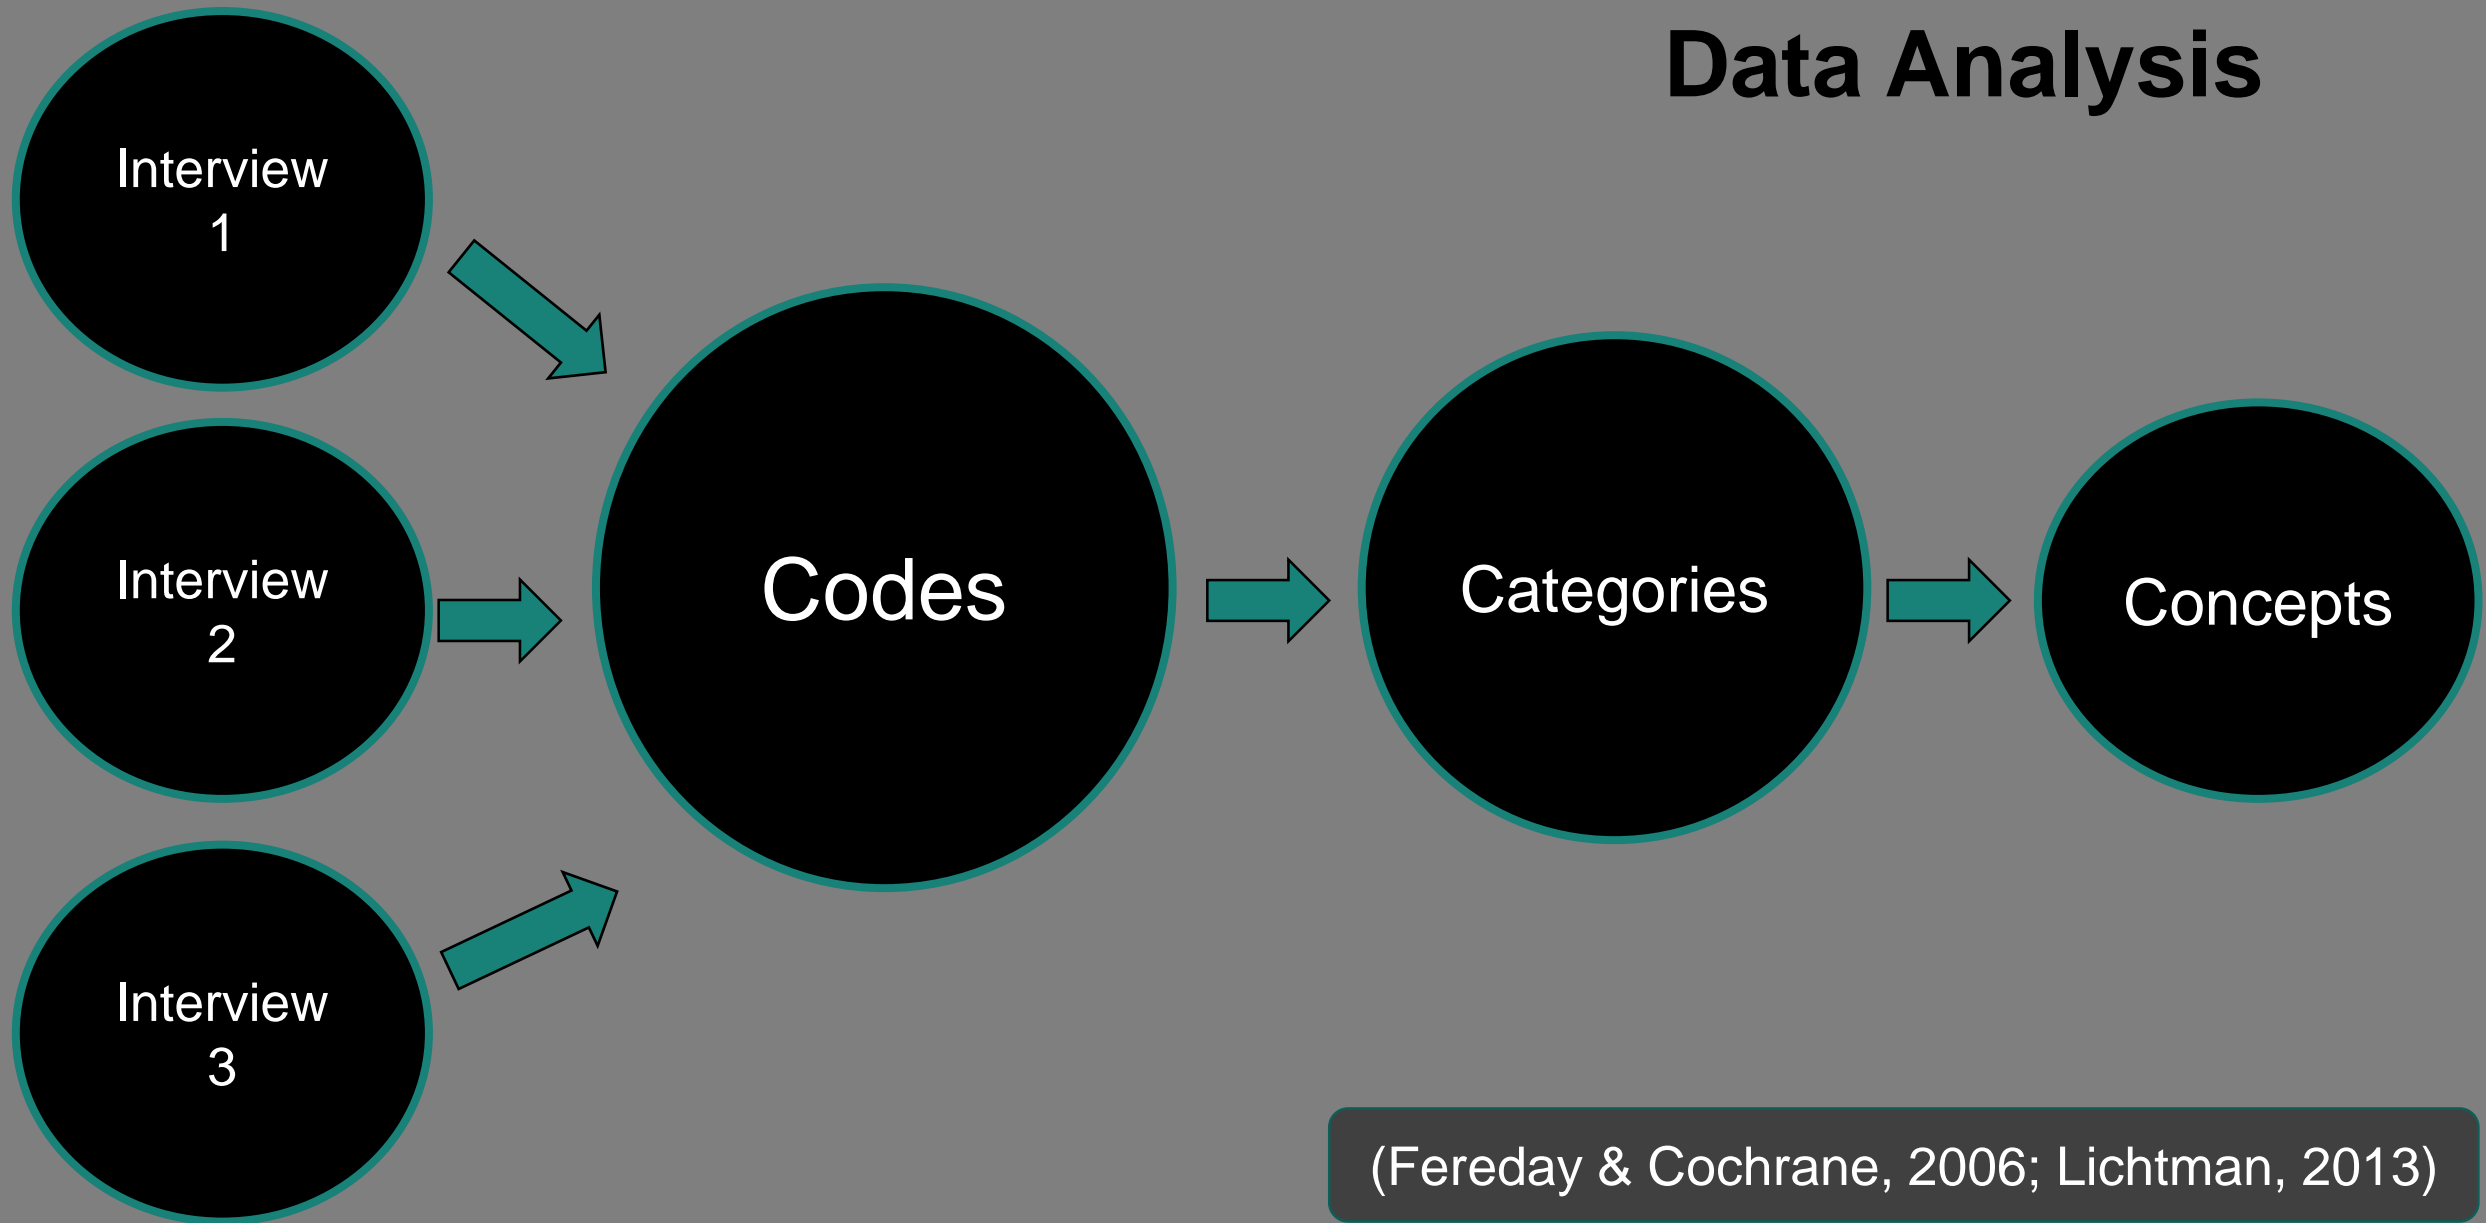 Data Analysis
Interview
1
Interview
2
Interview
3
Codes
Categories
Concepts
(Fereday & Cochrane, 2006; Lichtman, 2013)